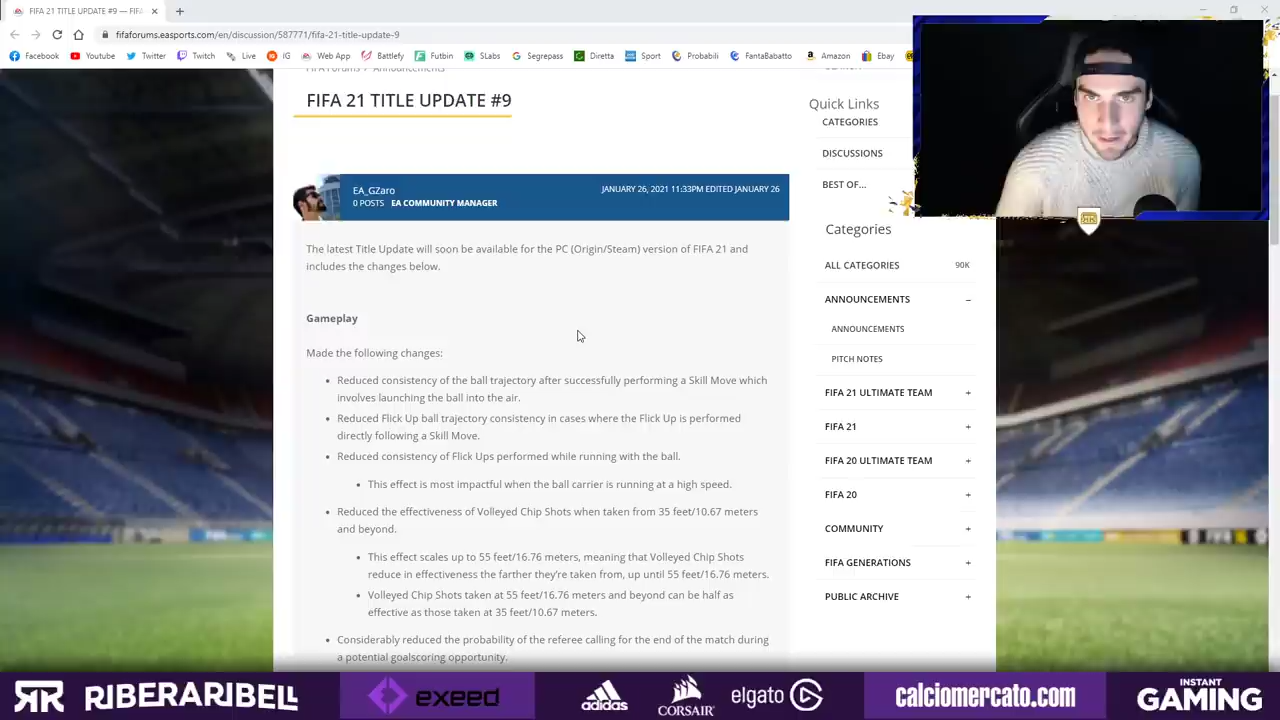 FIFA 21 TITLE UPDATE #9 — FIFA F
fifaforums.easports.com/en/discussion/587771/fifa-21-title-update-9
Facebook Youtube Twitter Twitch Live iG Web App Battlefy Futbin SLabs Segrepass Diretta Sport Probabili FantaBabatto Amazon Ebay
FIFA Forums › Announcements
FIFA 21 TITLE UPDATE #9
EA_GZaro
JANUARY 26, 2021 11:33PM EDITED JANUARY 26
0 POSTS EA COMMUNITY MANAGER
The latest Title Update will soon be available for the PC (Origin/Steam) version of FIFA 21 and
includes the changes below.
Gameplay
Made the following changes:
• Reduced consistency of the ball trajectory after successfully performing a Skill Move which
involves launching the ball into the air.
• Reduced Flick Up ball trajectory consistency in cases where the Flick Up is performed
directly following a Skill Move.
• Reduced consistency of Flick Ups performed while running with the ball.
• This effect is most impactful when the ball carrier is running at a high speed.
• Reduced the effectiveness of Volleyed Chip Shots when taken from 35 feet/10.67 meters
and beyond.
• This effect scales up to 55 feet/16.76 meters, meaning that Volleyed Chip Shots
reduce in effectiveness the farther they're taken from, up until 55 feet/16.76 meters.
• Volleyed Chip Shots taken at 55 feet/16.76 meters and beyond can be half as
effective as those taken at 35 feet/10.67 meters.
• Considerably reduced the probability of the referee calling for the end of the match during
a potential goalscoring opportunity.
Quick Links
CATEGORIES
DISCUSSIONS
BEST OF...
Categories
ALL CATEGORIES 90K
ANNOUNCEMENTS –
ANNOUNCEMENTS
PITCH NOTES
FIFA 21 ULTIMATE TEAM +
FIFA 21 +
FIFA 20 ULTIMATE TEAM +
FIFA 20 +
COMMUNITY +
FIFA GENERATIONS +
PUBLIC ARCHIVE +
RR RIBERARIBELL exeed adidas CORSAIR elgato calciomercato.com INSTANT GAMING